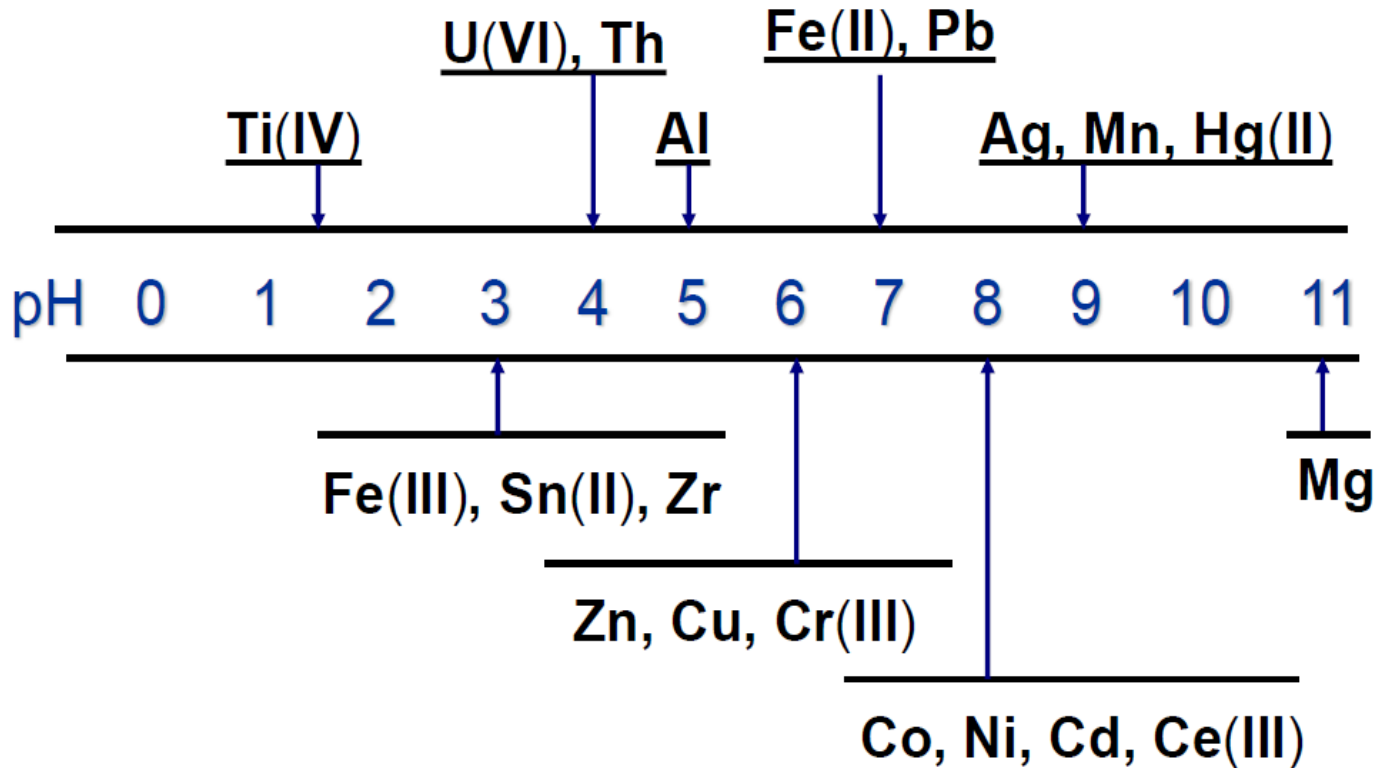 U(VI), Th
Fe(II), Pb
Ti(IV)
Al
Ag, Mn, Hg(II)
pH 0 1 2 3 4 5 6 7 8 9 10 11
Fe(III), Sn(II), Zr
Mg
Zn, Cu, Cr(III)
Co, Ni, Cd, Ce(III)